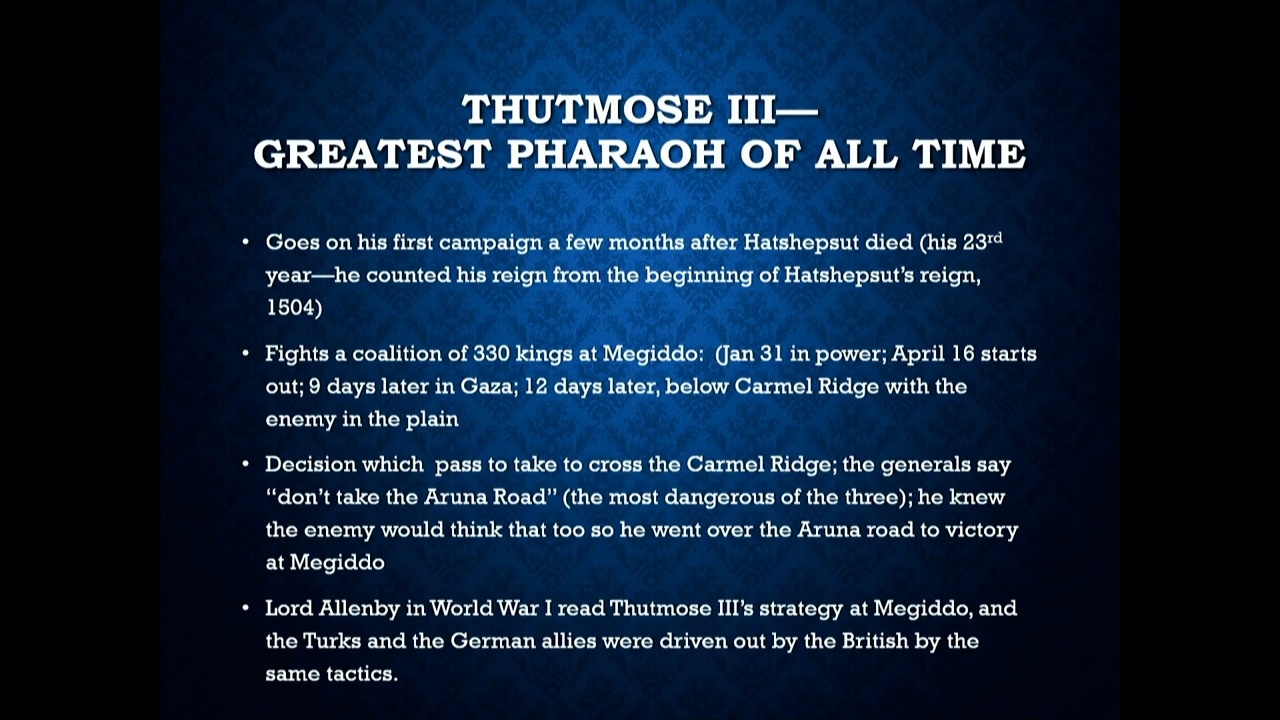 THUTMOSE III—
GREATEST PHARAOH OF ALL TIME
• Goes on his first campaign a few months after Hatshepsut died (his 23rd
year—he counted his reign from the beginning of Hatshepsut’s reign,
1504)
• Fights a coalition of 330 kings at Megiddo:  (Jan 31 in power; April 16 starts
out; 9 days later in Gaza; 12 days later, below Carmel Ridge with the
enemy in the plain
• Decision which  pass to take to cross the Carmel Ridge; the generals say
“don’t take the Aruna Road” (the most dangerous of the three); he knew
the enemy would think that too so he went over the Aruna road to victory
at Megiddo
• Lord Allenby in World War I read Thutmose III’s strategy at Megiddo, and
the Turks and the German allies were driven out by the British by the
same tactics.